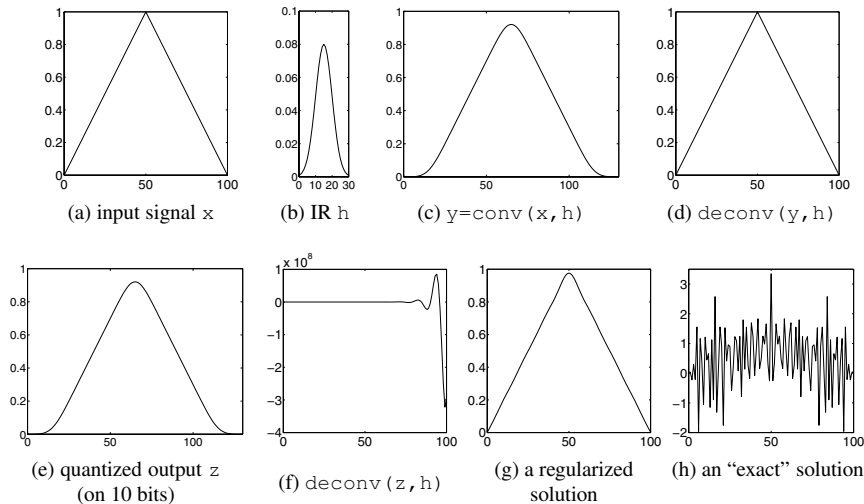 1
0.8
0.6
0.4
0.2
0
0 50 100
(a) input signal x
0.1
0.08
0.06
0.04
0.02
0
0 10 20 30
(b) IR h
1
0.8
0.6
0.4
0.2
0
0 50 100
(c) y=conv(x,h)
1
0.8
0.6
0.4
0.2
0
0 50 100
(d) deconv(y,h)
1
0.8
0.6
0.4
0.2
0
0 50 100
(e) quantized output z
(on 10 bits)
x 10⁸
1
0
-1
-2
-3
-4
0 50 100
(f) deconv(z,h)
1
0.8
0.6
0.4
0.2
0
0 50 100
(g) a regularized
solution
3
2
1
0
-1
-2
0 20 40 60 80 100
(h) an “exact” solution